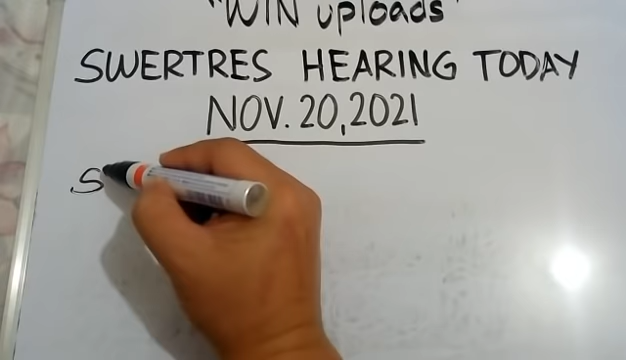 "WIN uploads"
SWERTRES HEARING TODAY
NOV. 20, 2021
S